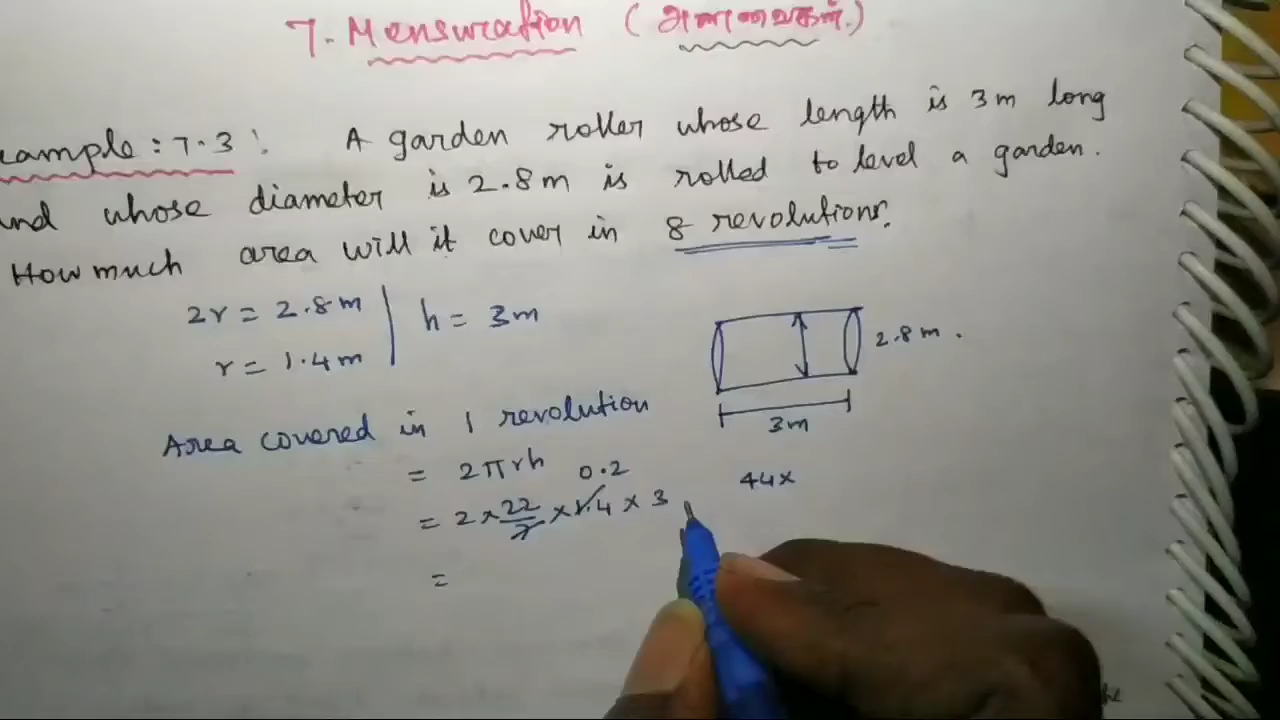 7. Mensuration (அளவைகள்.)
Example: 7.3: A garden roller whose length is 3m long
and whose diameter is 2.8m is rolled to level a garden.
How much area will it cover in 8 revolutions.
2r = 2.8m
r = 1.4m
h = 3m
2.8m.
3m
Area covered in 1 revolution
= 2πrh
0.2
= 2 × 22/7 × 1.4 × 3
44×
=